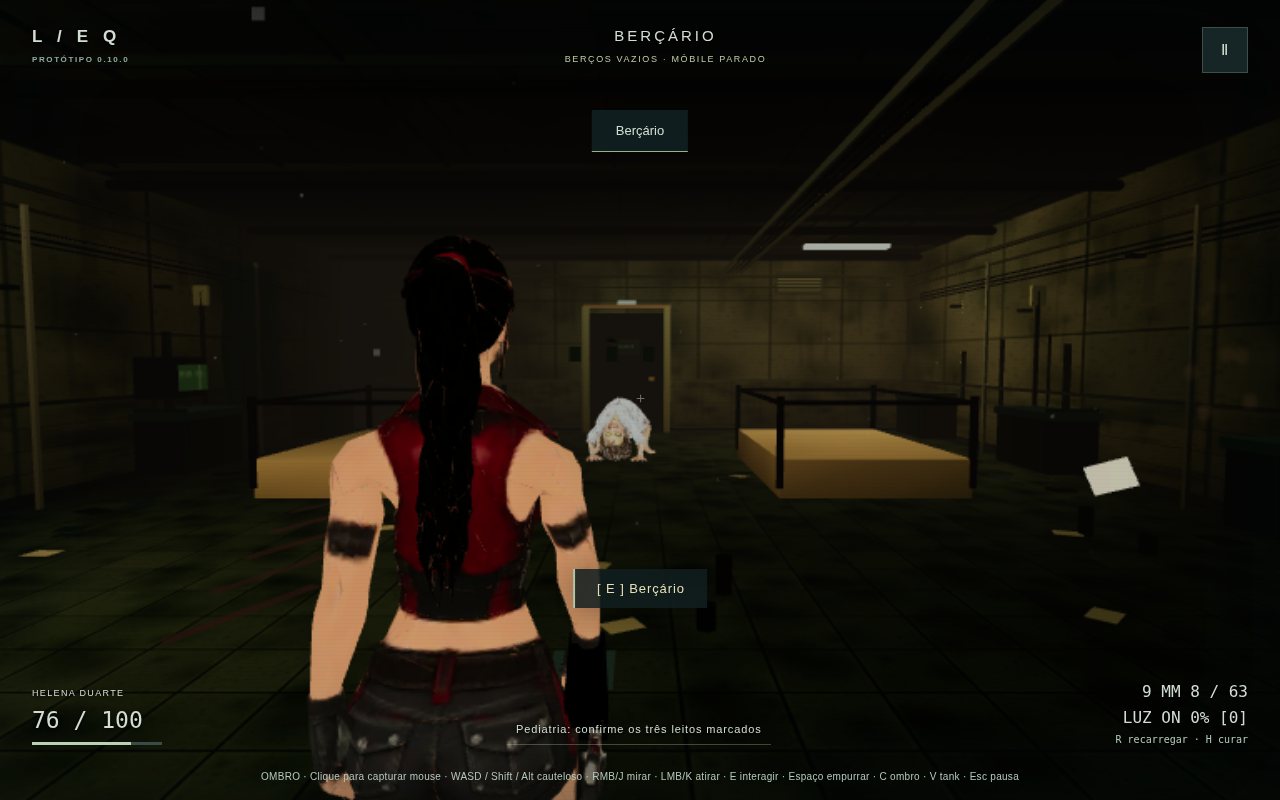 L / E Q
PROTÓTIPO 0.10.0
BERÇÁRIO
BERÇOS VAZIOS · MÓBILE PARADO
II
Berçário
[ E ] Berçário
HELENA DUARTE
76 / 100
Pediatria: confirme os três leitos marcados
9 MM 8 / 63
LUZ ON 0% [0]
R recarregar · H curar
OMBRO · Clique para capturar mouse · WASD / Shift / Alt cauteloso · RMB/J mirar · LMB/K atirar · E interagir · Espaço empurrar · C ombro · V tank · Esc pausa